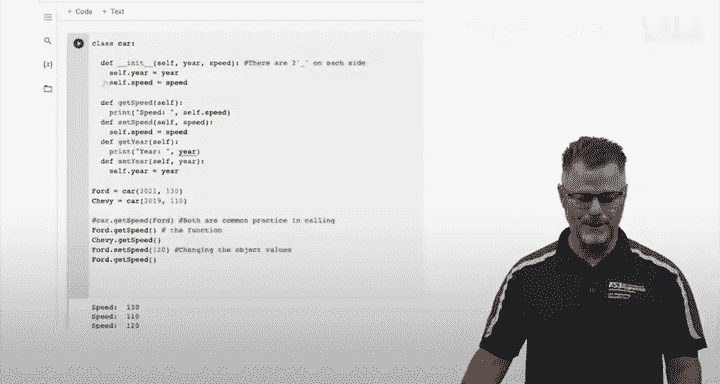 + Code + Text
class car:
def __init__(self, year, speed): #There are 2'_' on each side
self.year = year
self.speed = speed
def getSpeed(self):
print("Speed: ", self.speed)
def setSpeed(self, speed):
self.speed = speed
def getYear(self):
print("Year: ", year)
def setYear(self, year):
self.year = year
Ford = car(2021, 130)
Chevy = car(2019, 110)
#car.getSpeed(Ford) #Both are common practice in calling
Ford.getSpeed() # the function
Chevy.getSpeed()
Ford.setSpeed(120) #Changing the object values
Ford.getSpeed()
Speed: 130
Speed: 110
Speed: 120